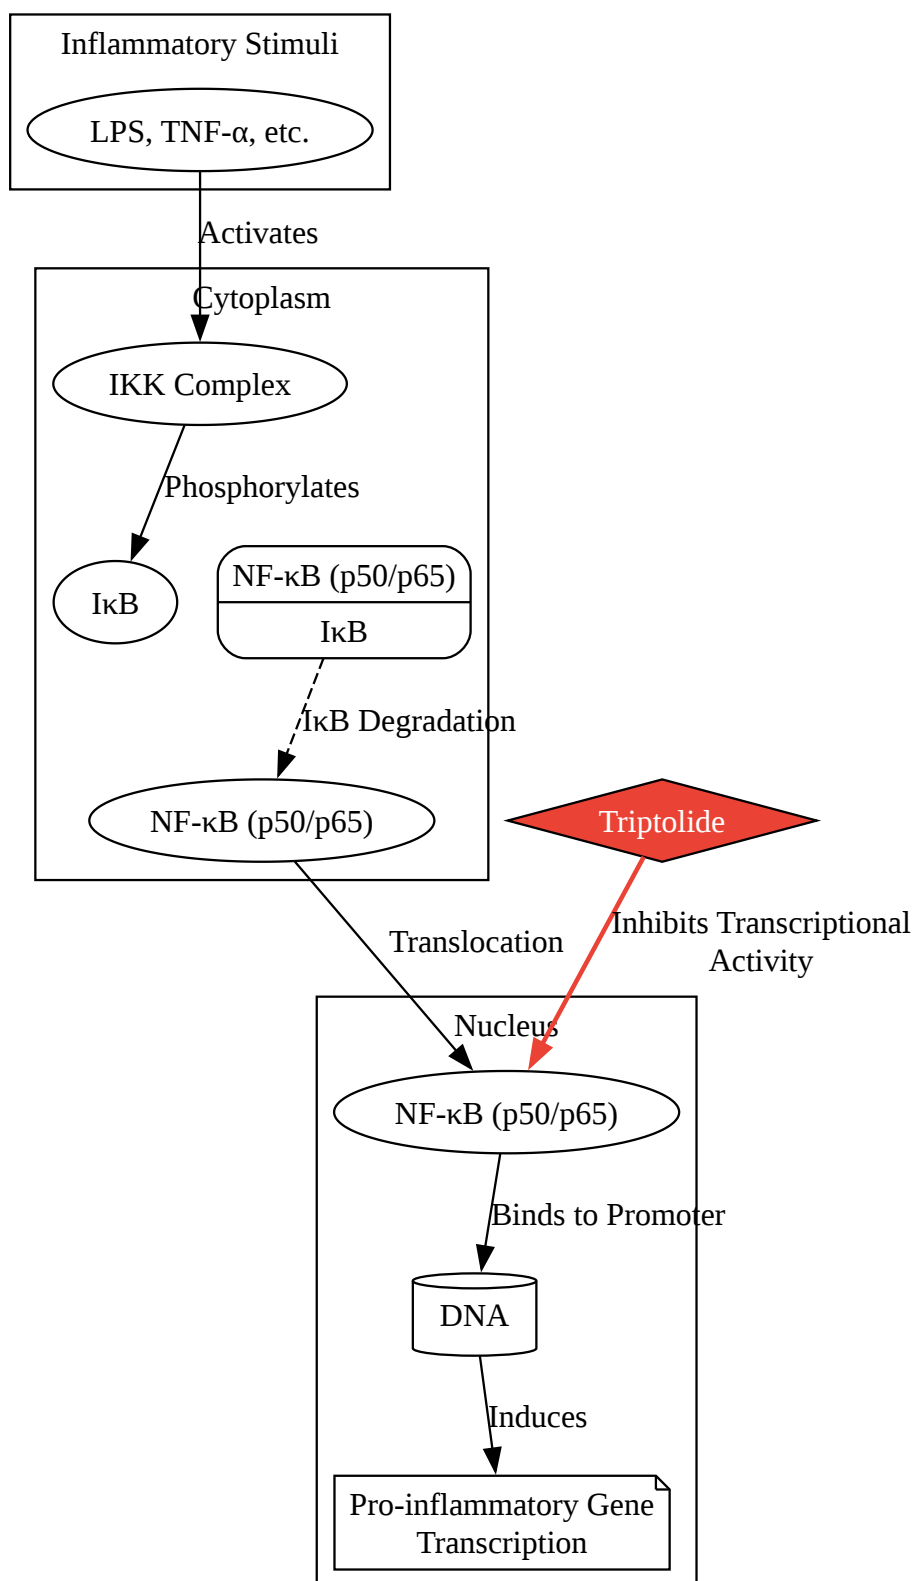 Inflammatory Stimuli
LPS, TNF-α, etc.
Activates
Cytoplasm
IKK Complex
Phosphorylates
IκB
NF-κB (p50/p65)
IκB
IκB Degradation
NF-κB (p50/p65)
Triptolide
Inhibits Transcriptional
Activity
Translocation
Nucleus
NF-κB (p50/p65)
Binds to Promoter
DNA
Induces
Pro-inflammatory Gene
Transcription